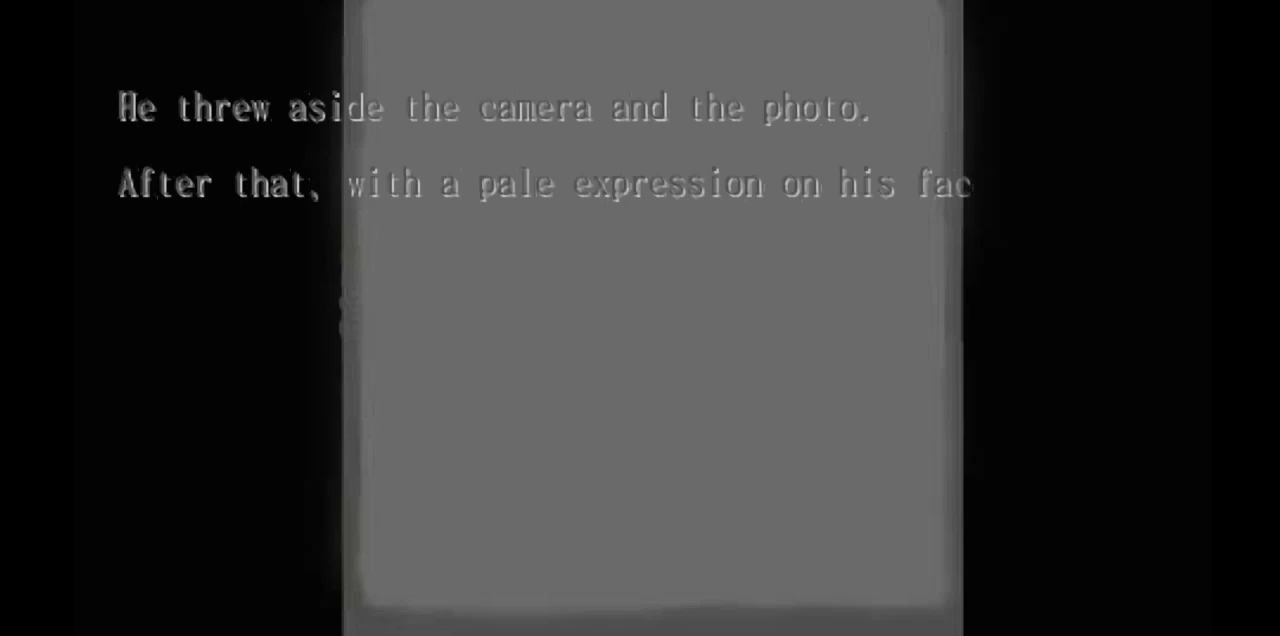 He threw aside the camera and the photo.
After that, with a pale expression on his fac